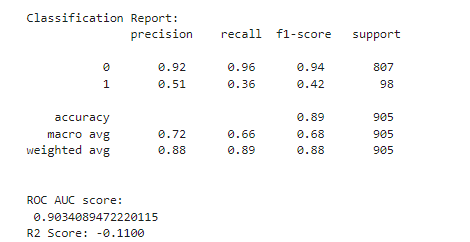 Classification Report:
precision recall f1-score support
0 0.92 0.96 0.94 807
1 0.51 0.36 0.42 98
accuracy 0.89 905
macro avg 0.72 0.66 0.68 905
weighted avg 0.88 0.89 0.88 905
ROC AUC score:
0.9034089472220115
R2 Score: -0.1100